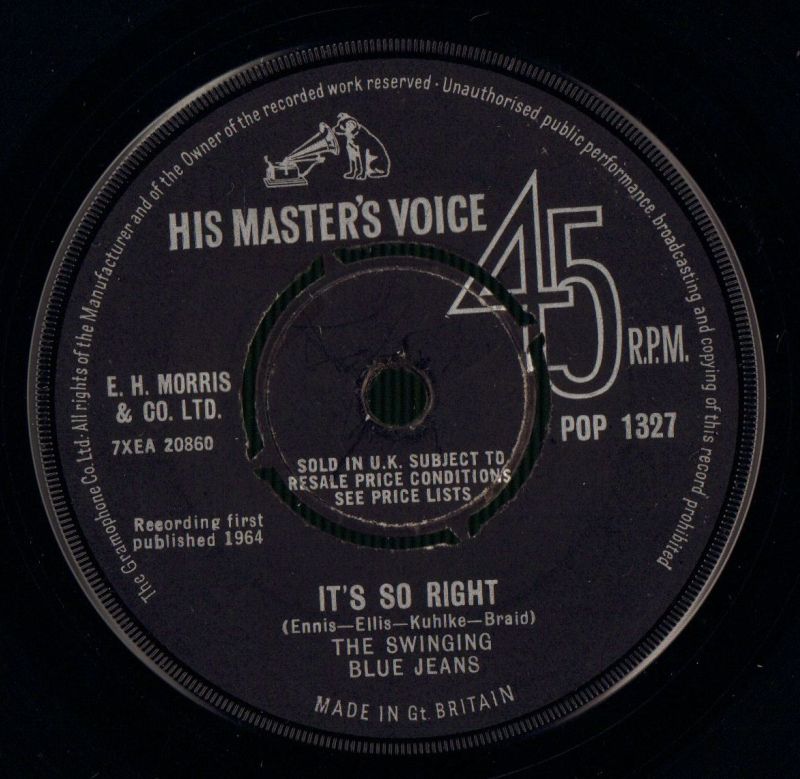 The Gramophone Co. Ltd. · All rights of the Manufacturer and of the Owner of the recorded work reserved · Unauthorised public performance, broadcasting and copying of this record prohibited
HIS MASTER'S VOICE
45
R.P.M.
E. H. MORRIS
& CO. LTD.
7XEA 20860
POP 1327
SOLD IN U.K. SUBJECT TO
RESALE PRICE CONDITIONS
SEE PRICE LISTS
Recording first
published 1964
IT'S SO RIGHT
(Ennis—Ellis—Kuhlke—Braid)
THE SWINGING
BLUE JEANS
MADE IN Gt. BRITAIN